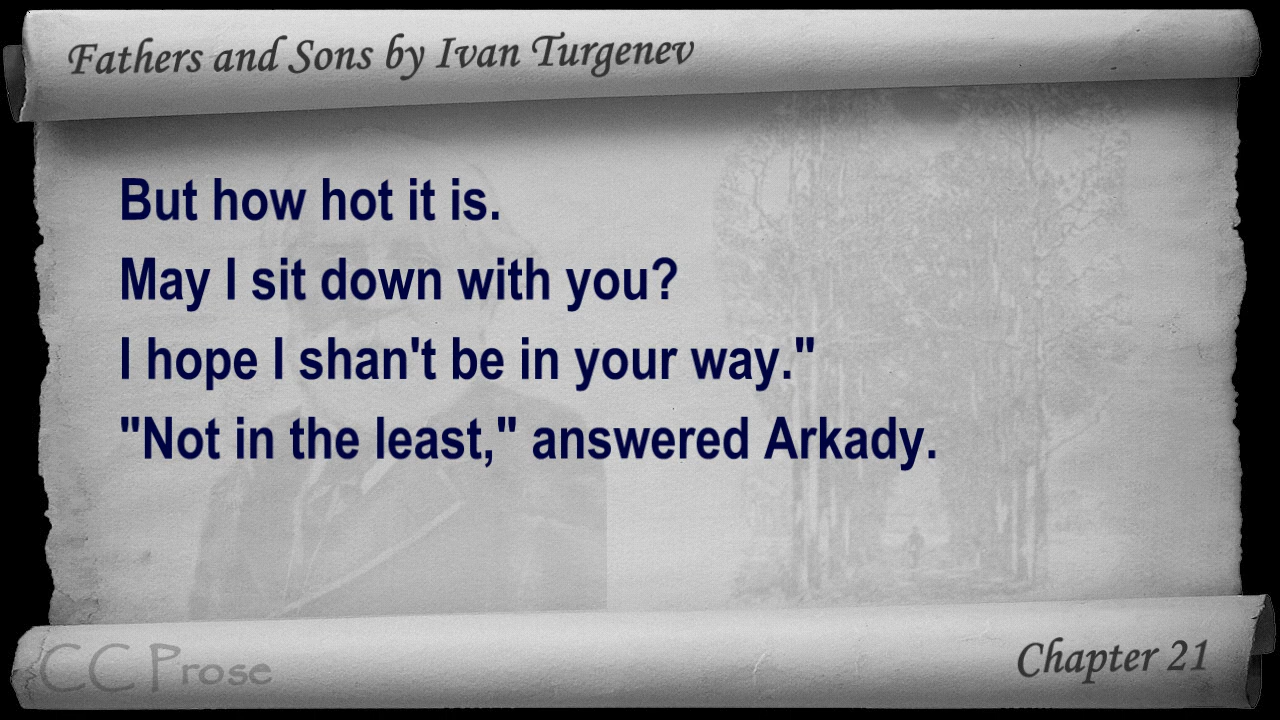 Fathers and Sons by Ivan Turgenev
But how hot it is.
May I sit down with you?
I hope I shan't be in your way."
"Not in the least," answered Arkady.
CC Prose
Chapter 21